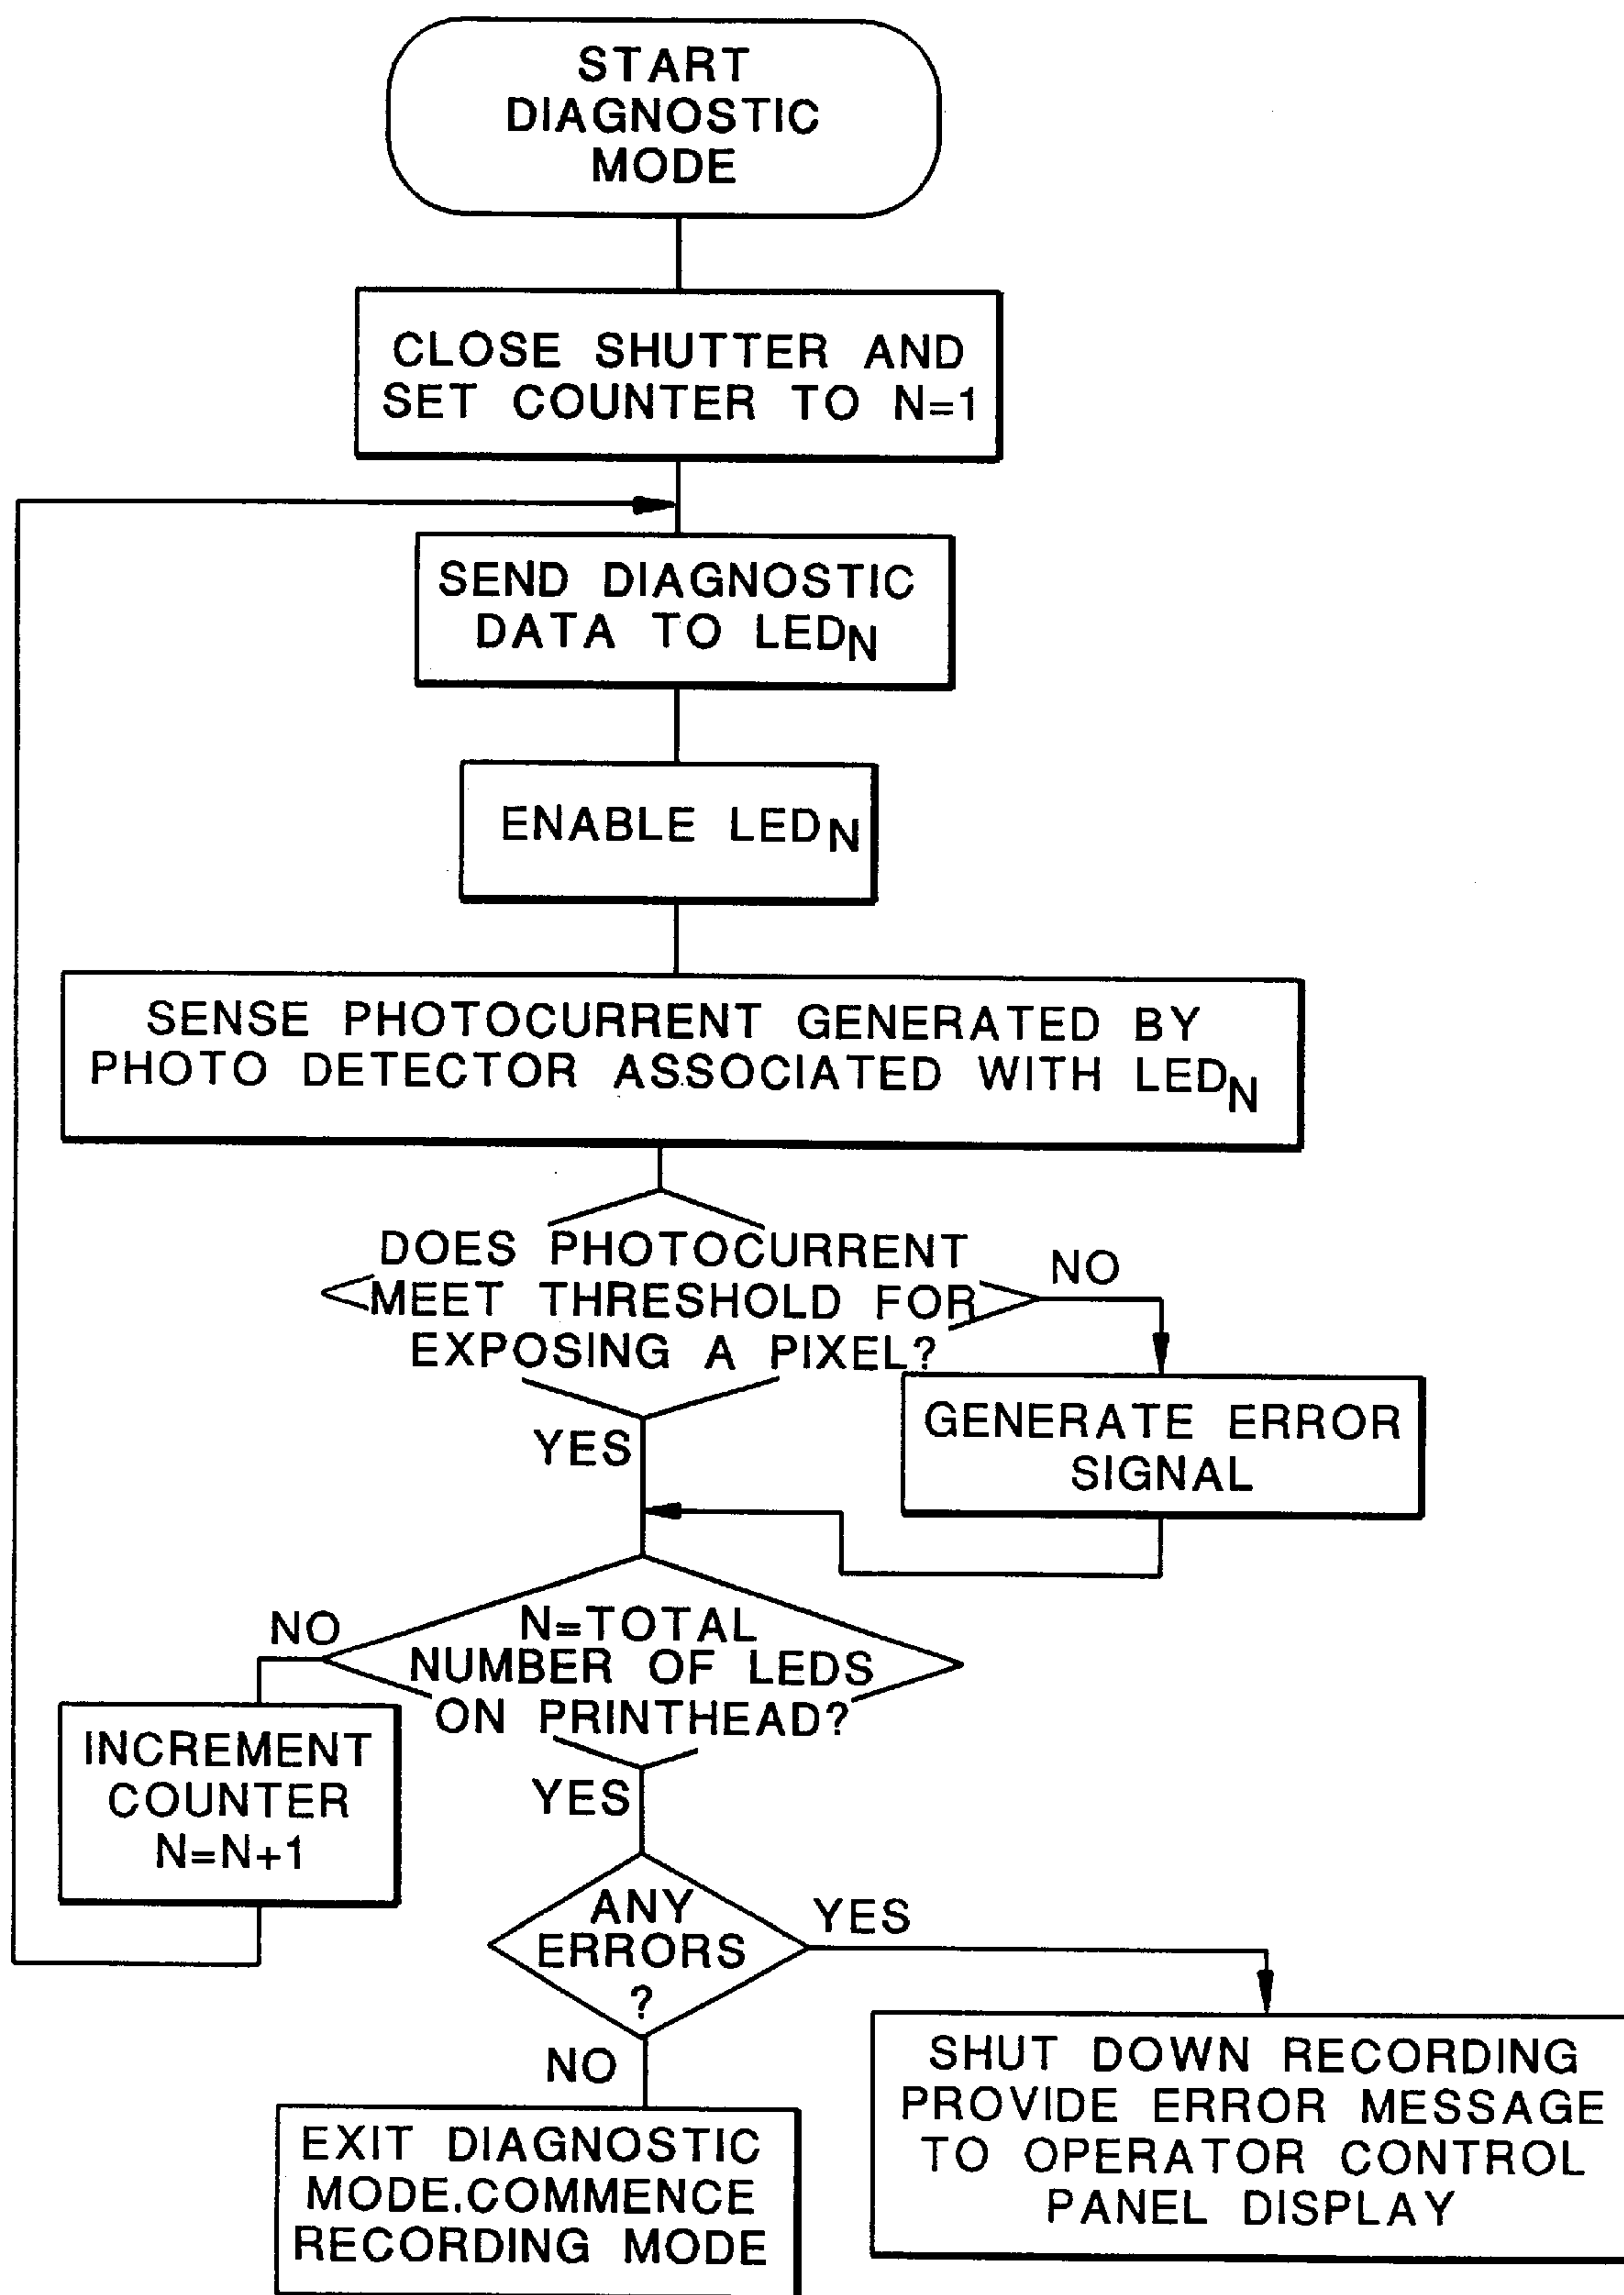 START
DIAGNOSTIC
MODE
CLOSE SHUTTER AND
SET COUNTER TO N=1
SEND DIAGNOSTIC
DATA TO LEDN
ENABLE LEDN
SENSE PHOTOCURRENT GENERATED BY
PHOTO DETECTOR ASSOCIATED WITH LEDN
DOES PHOTOCURRENT
MEET THRESHOLD FOR
EXPOSING A PIXEL?
NO
GENERATE ERROR
SIGNAL
YES
N=TOTAL
NUMBER OF LEDS
ON PRINTHEAD?
NO
INCREMENT
COUNTER
N=N+1
YES
ANY
ERRORS
?
YES
SHUT DOWN RECORDING
PROVIDE ERROR MESSAGE
TO OPERATOR CONTROL
PANEL DISPLAY
NO
EXIT DIAGNOSTIC
MODE.COMMENCE
RECORDING MODE